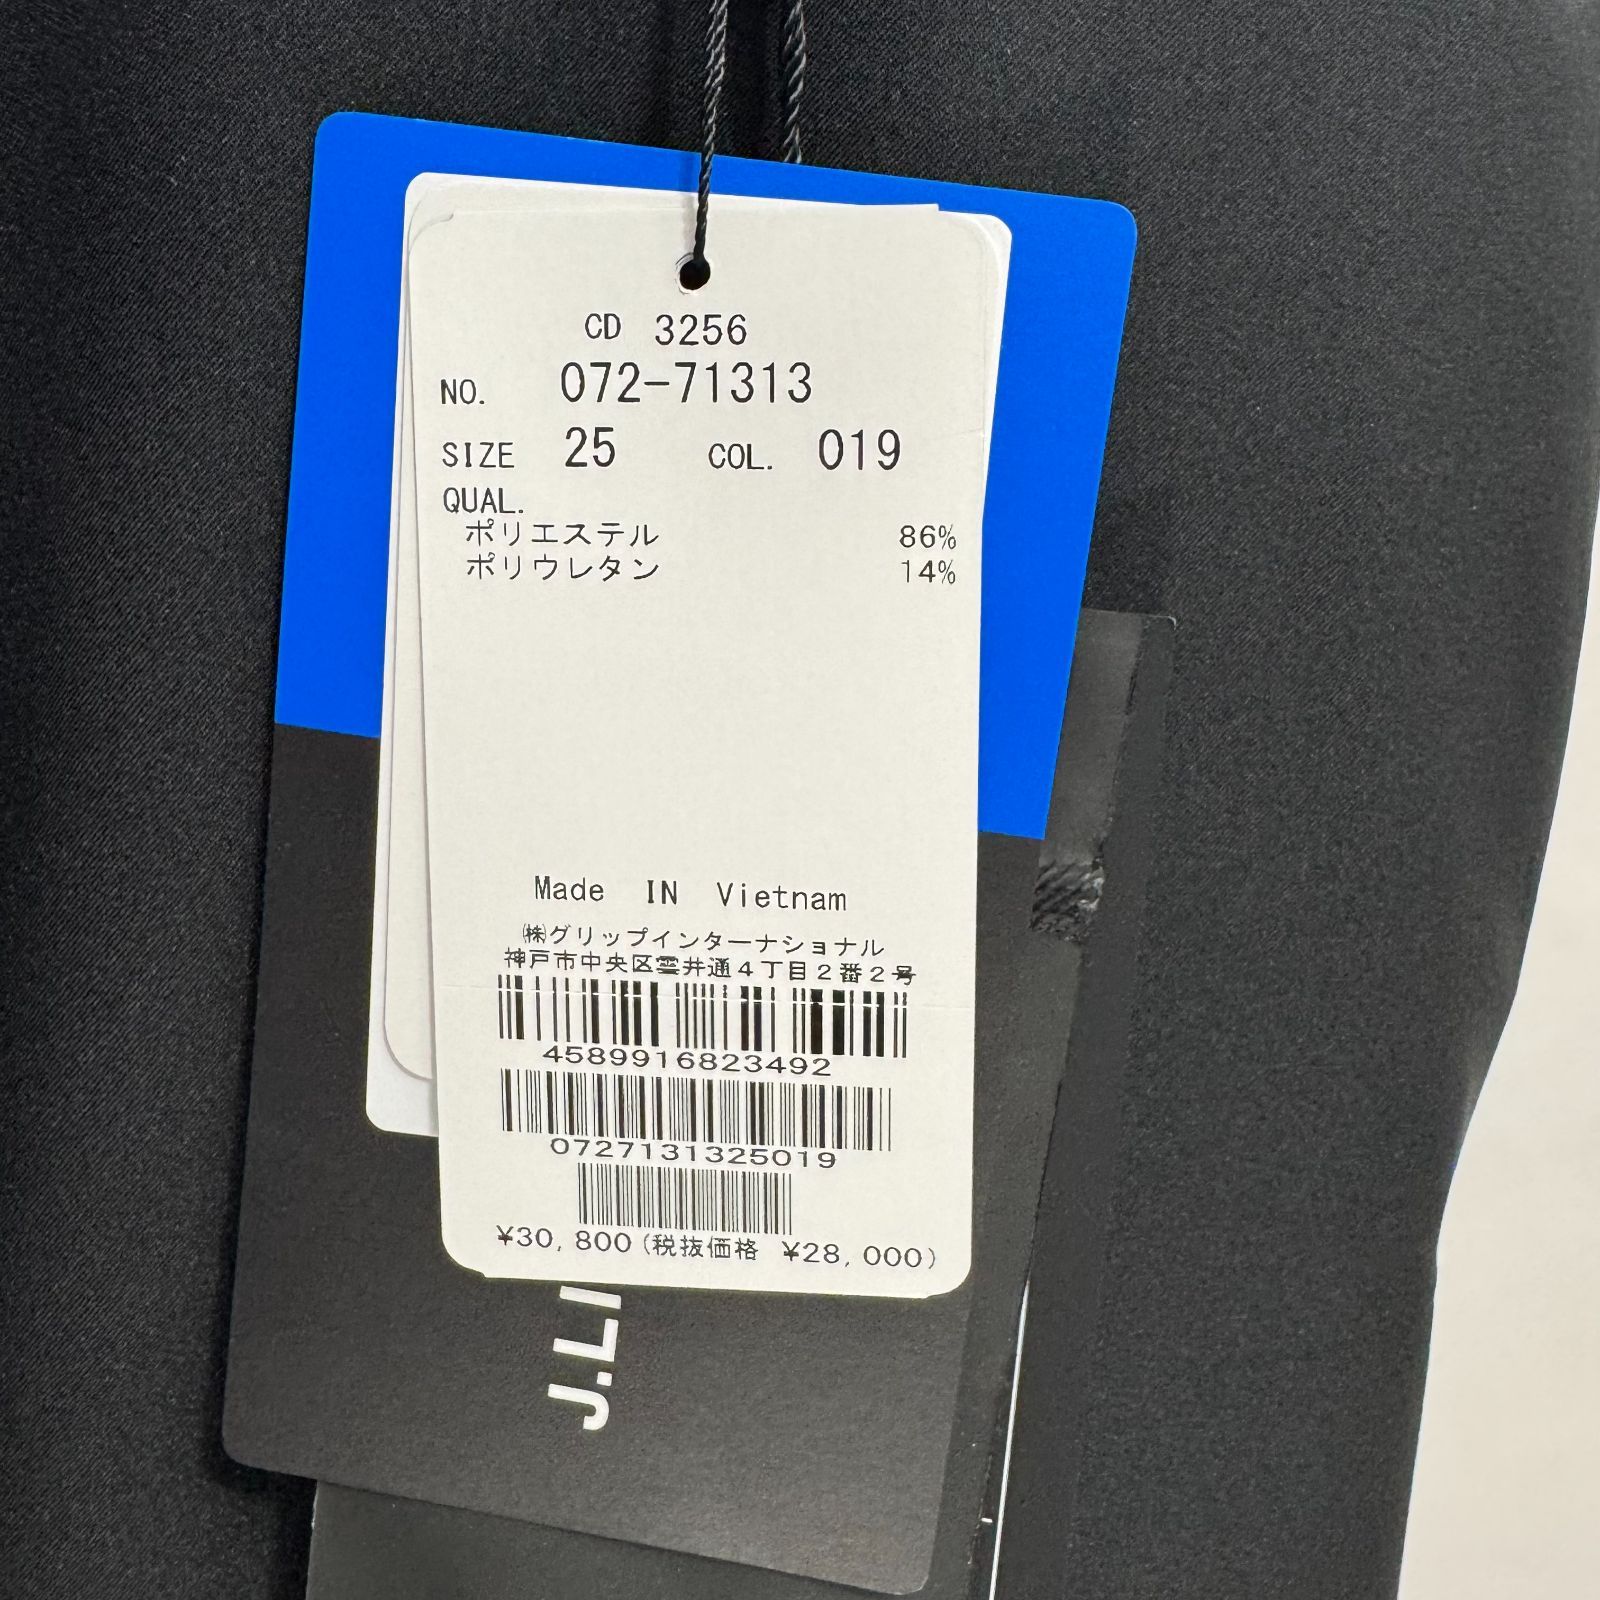 CD 3256
NO. 072-71313
SIZE 25 COL. 019
QUAL.
ポリエステル 86%
ポリウレタン 14%
Made IN Vietnam
㈱グリップインターナショナル
神戸市中央区雲井通4丁目2番2号
4589916823492
0727131325019
¥30,800(税抜価格 ¥28,000)
J.LI